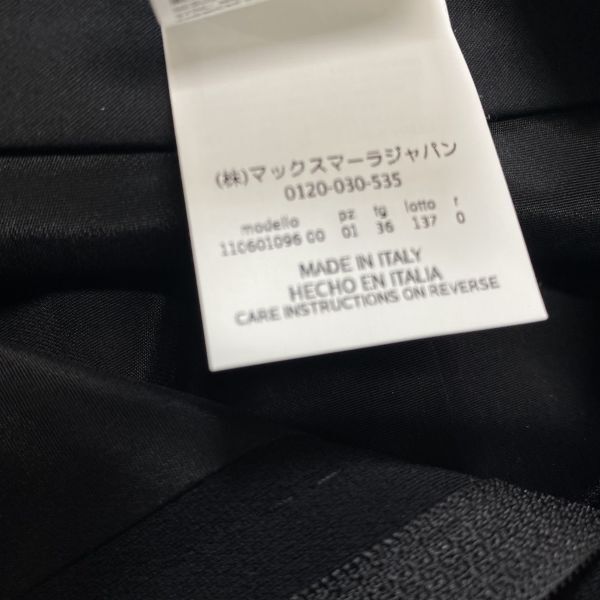 (株)マックスマーラジャパン
0120-030-535
modello pz tg lotto r
110601096 00 01 36 137 0
MADE IN ITALY
HECHO EN ITALIA
CARE INSTRUCTIONS ON REVERSE